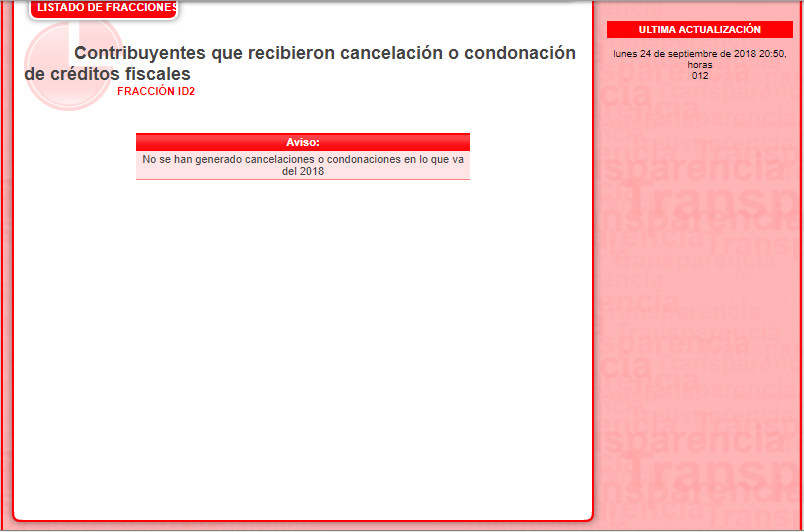 LISTADO DE FRACCIONES
Contribuyentes que recibieron cancelación o condonación
de créditos fiscales
FRACCIÓN ID2
Aviso:
No se han generado cancelaciones o condonaciones en lo que va
del 2018
ULTIMA ACTUALIZACIÓN
lunes 24 de septiembre de 2018 20:50,
horas
012